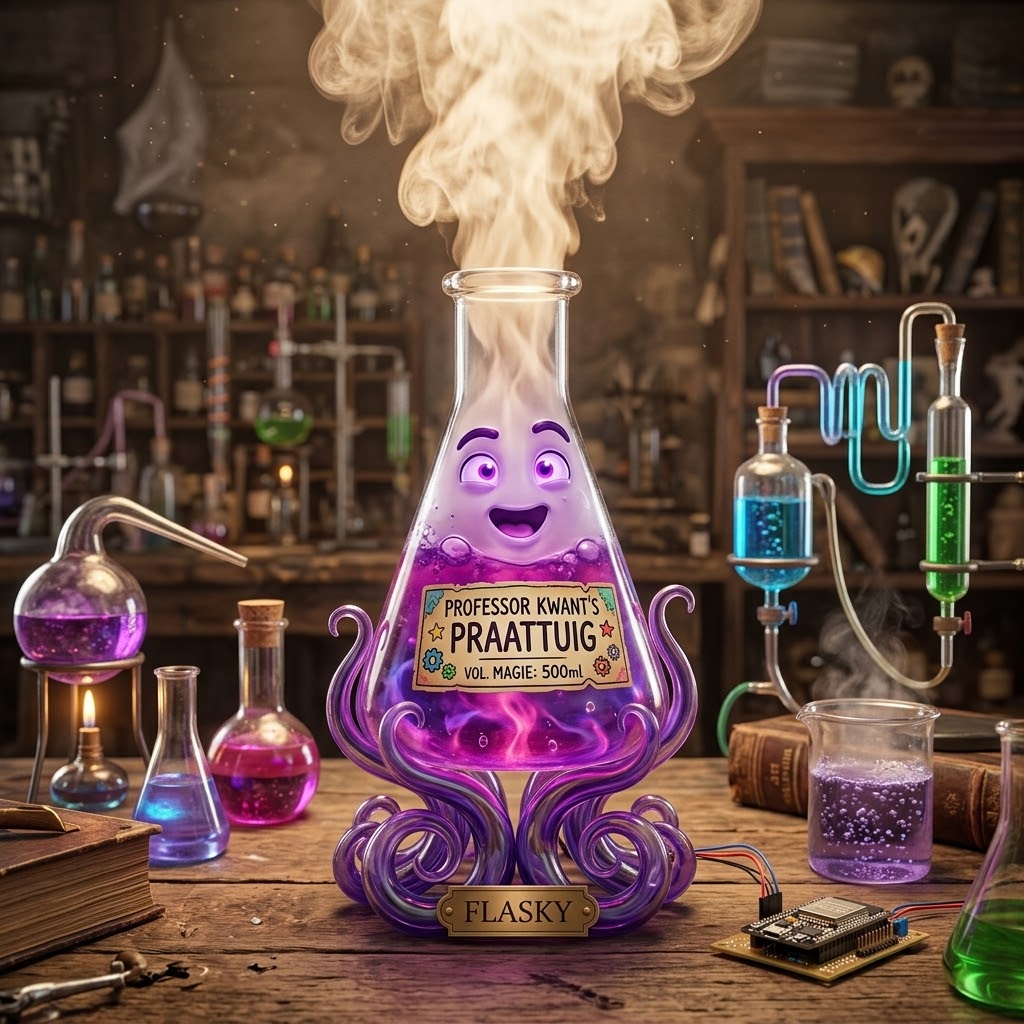 PROFESSOR KWANT'S
PRAATTUIG
VOL. MAGIE: 500ml
FLASKY